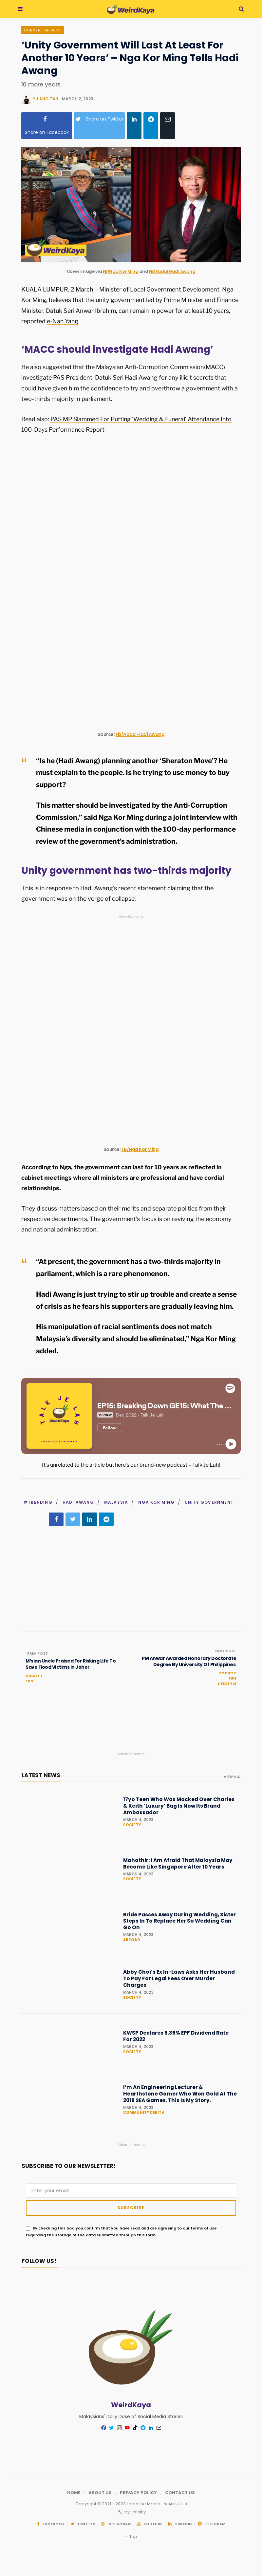 WeirdKaya
CURRENT AFFAIRS
‘Unity Government Will Last At Least For
Another 10 Years’ – Nga Kor Ming Tells Hadi
Awang
10 more years.
YU ANG TAN / MARCH 2, 2023
Share on Facebook
Share on Twitter
WeirdKaya
Cover image via FB/Nga Kor Ming and FB/Abdul Hadi Awang
KUALA LUMPUR, 2 March – Minister of Local Government Development, Nga
Kor Ming, believes that the unity government led by Prime Minister and Finance
Minister, Datuk Seri Anwar Ibrahim, can remain in power for at least 10 years,
reported e-Nan Yang.
‘MACC should investigate Hadi Awang’
He also suggested that the Malaysian Anti-Corruption Commission(MACC)
investigate PAS President, Datuk Seri Hadi Awang for any illicit secrets that
could have given him the confidence to try and overthrow a government with a
two-thirds majority in parliament.
Read also: PAS MP Slammed For Putting ‘Wedding & Funeral’ Attendance Into
100-Days Performance Report
Source: Fb/Abdul Hadi Awang
“Is he (Hadi Awang) planning another ‘Sheraton Move’? He
must explain to the people. Is he trying to use money to buy
support?
This matter should be investigated by the Anti-Corruption
Commission,” said Nga Kor Ming during a joint interview with
Chinese media in conjunction with the 100-day performance
review of the government’s administration.
Unity government has two-thirds majority
This is in response to Hadi Awang’s recent statement claiming that the
government was on the verge of collapse.
- Advertisements -
Source: FB/Nga Kor Ming
According to Nga, the government can last for 10 years as reflected in
cabinet meetings where all ministers are professional and have cordial
relationships.
They discuss matters based on their merits and separate politics from their
respective departments. The government’s focus is on reviving the economy
and national administration.
“At present, the government has a two-thirds majority in
parliament, which is a rare phenomenon.
Hadi Awang is just trying to stir up trouble and create a sense
of crisis as he fears his supporters are gradually leaving him.
His manipulation of racial sentiments does not match
Malaysia’s diversity and should be eliminated,” Nga Kor Ming
added.
TALK JE LAH
EP15: Breaking Down GE15: What The ...
Dec 2022 · Talk Je Lah
Follow
It’s unrelated to the article but here’s our brand-new podcast – Talk Je Lah!
#TRENDING / HADI AWANG / MALAYSIA / NGA KOR MING / UNITY GOVERNMENT
PREV POST
M’sian Uncle Praised For Risking Life To
Save Flood Victims In Johor
SOCIETY
FUN
NEXT POST
PM Anwar Awarded Honorary Doctorate
Degree By University Of Philippines
SOCIETY
FUN
LIFESTYLE
- Advertisements -
LATEST NEWS
VIEW ALL
17yo Teen Who Was Mocked Over Charles
& Keith ‘Luxury’ Bag Is Now Its Brand
Ambassador
MARCH 4, 2023
SOCIETY
Mahathir: I Am Afraid That Malaysia May
Become Like Singapore After 10 Years
MARCH 4, 2023
SOCIETY
Bride Passes Away During Wedding, Sister
Steps In To Replace Her So Wedding Can
Go On
MARCH 4, 2023
ABROAD
Abby Choi’s Ex In-Laws Asks Her Husband
To Pay For Legal Fees Over Murder
Charges
MARCH 4, 2023
SOCIETY
KWSP Declares 5.35% EPF Dividend Rate
For 2022
MARCH 4, 2023
SOCIETY
I’m An Engineering Lecturer &
Hearthstone Gamer Who Won Gold At The
2019 SEA Games. This Is My Story.
MARCH 4, 2023
COMMUNITY CERITA
- Advertisements -
SUBSCRIBE TO OUR NEWSLETTER!
Enter your email
SUBSCRIBE
By checking this box, you confirm that you have read and are agreeing to our terms of use
regarding the storage of the data submitted through this form.
FOLLOW US!
WeirdKaya
Malaysians' Daily Dose of Social Media Stories
HOME / ABOUT US / PRIVACY POLICY / CONTACT US
by: Infinitly
FACEBOOK TWITTER INSTAGRAM YOUTUBE LINKEDIN TELEGRAM
Top